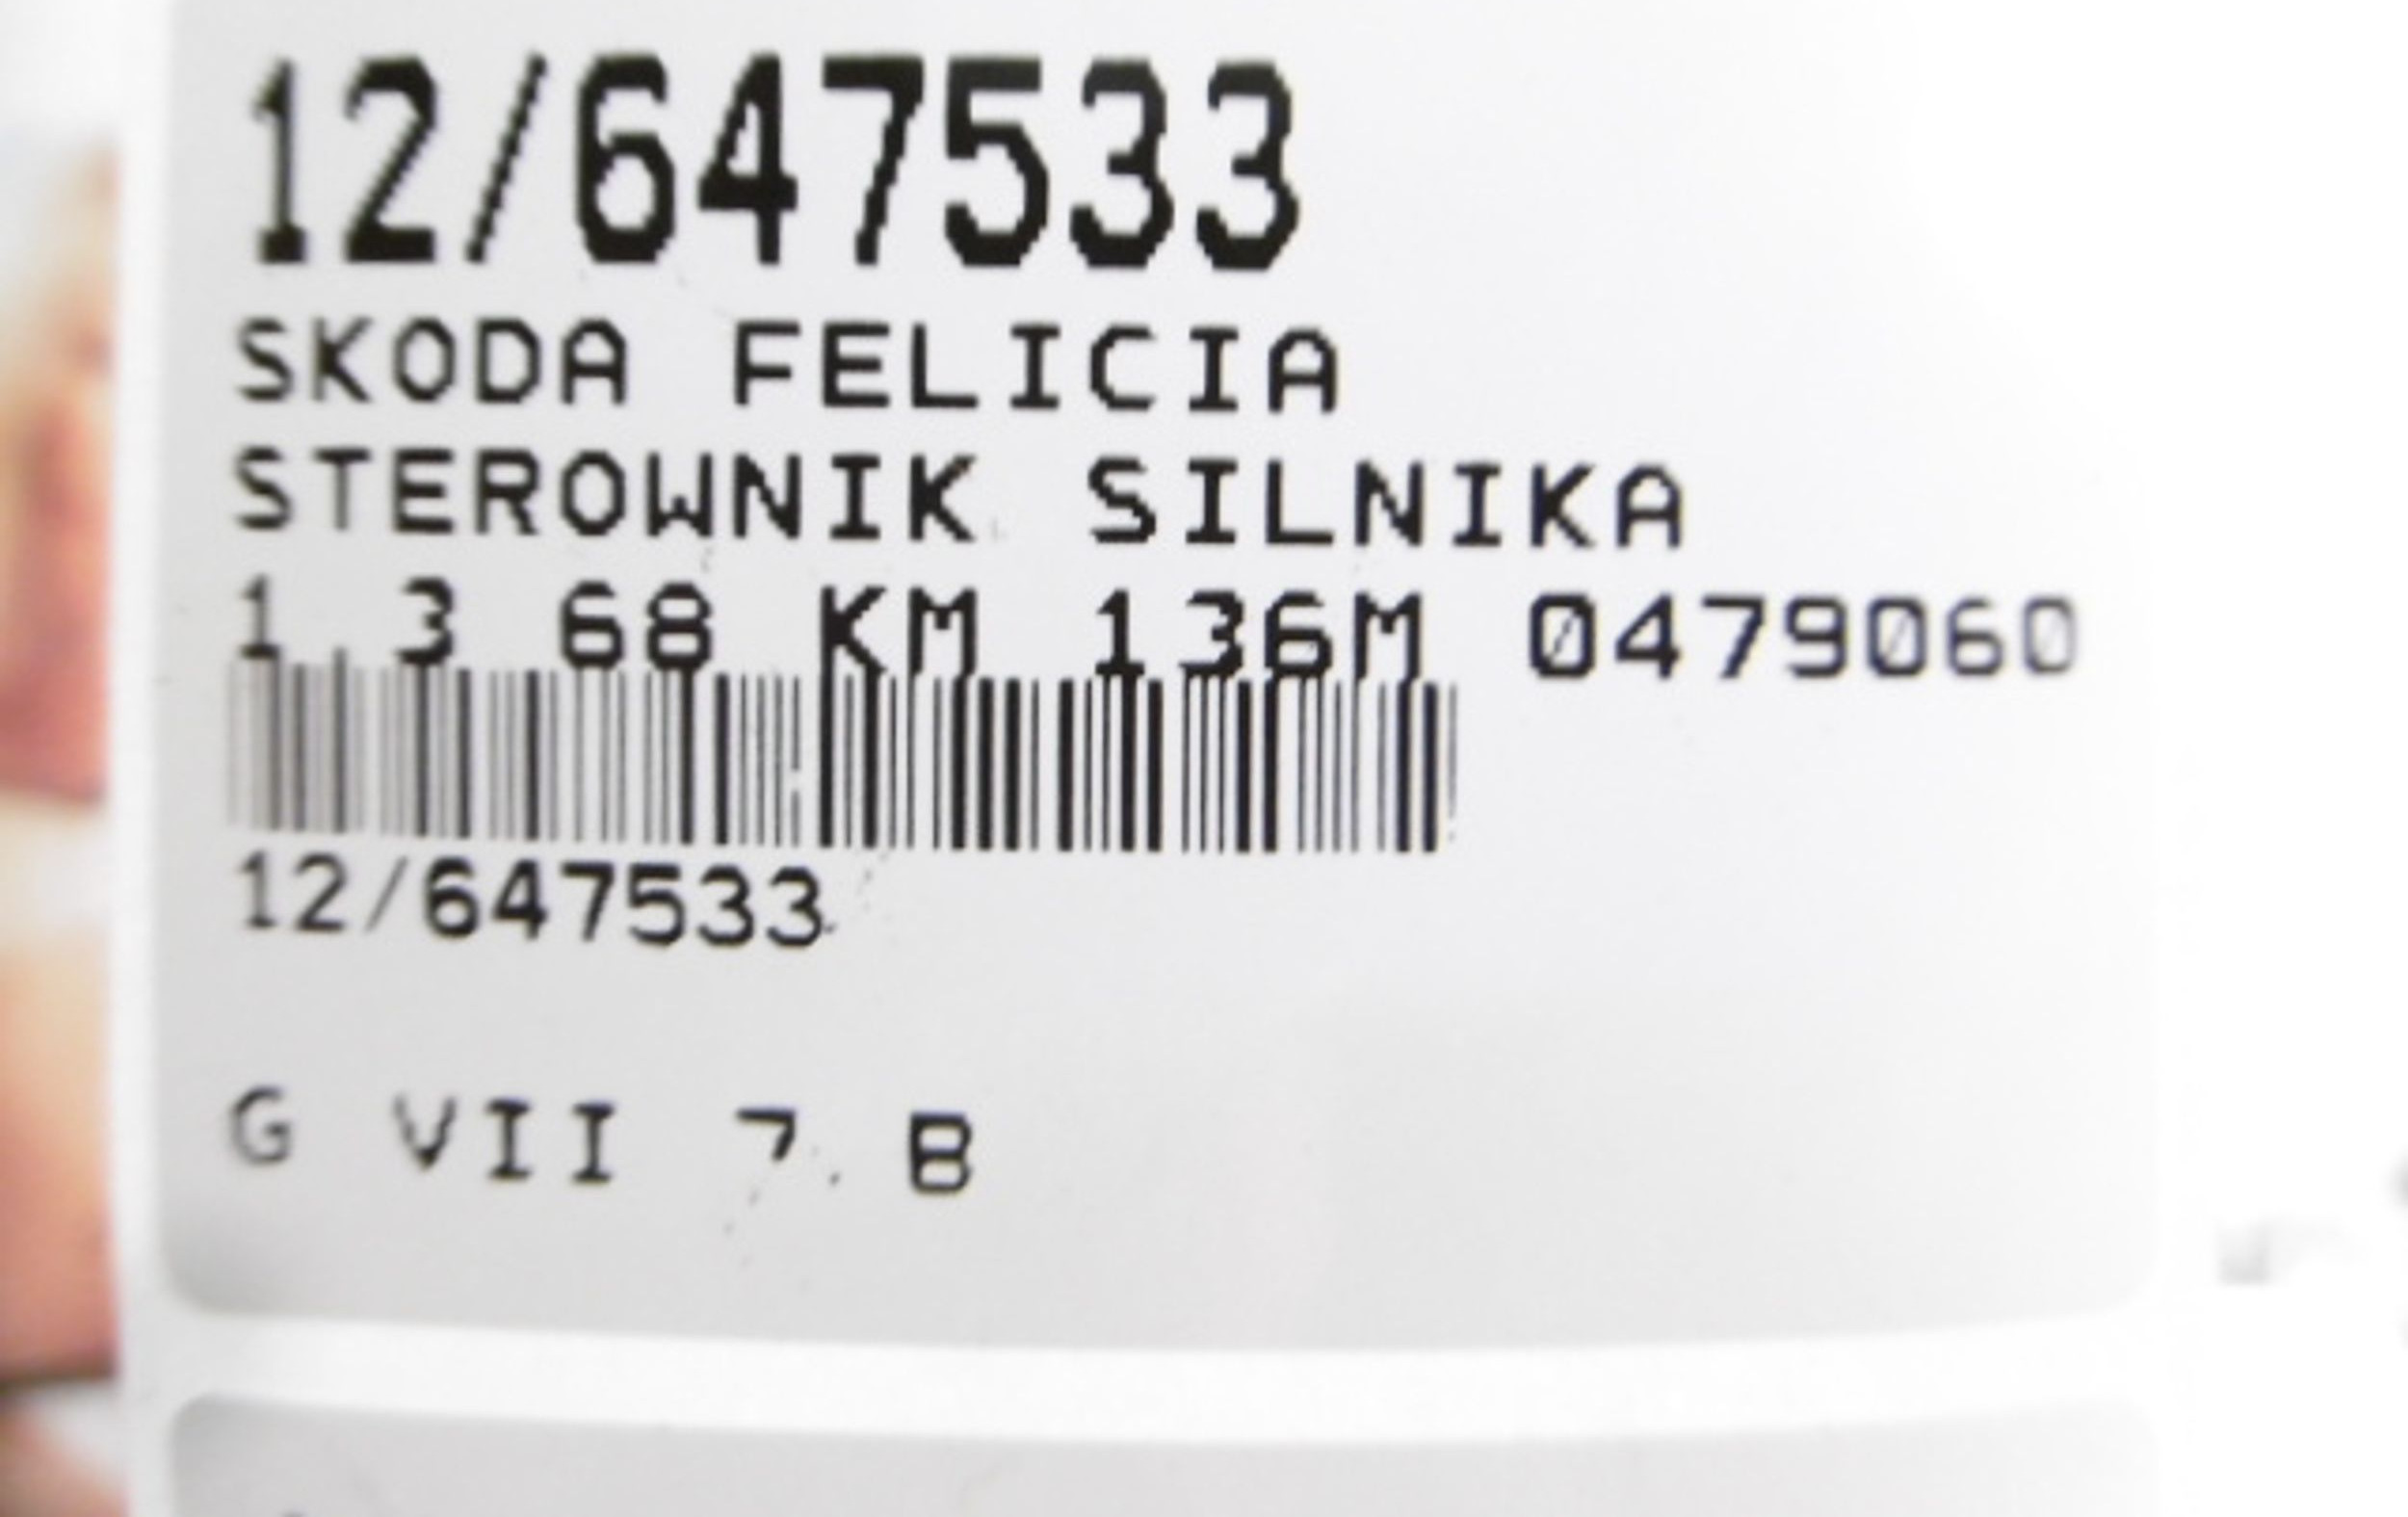 12/647533
SKODA FELICIA
STEROWNIK SILNIKA
1.3 68 KM 136M 0479060
12/647533
G VII 7. B